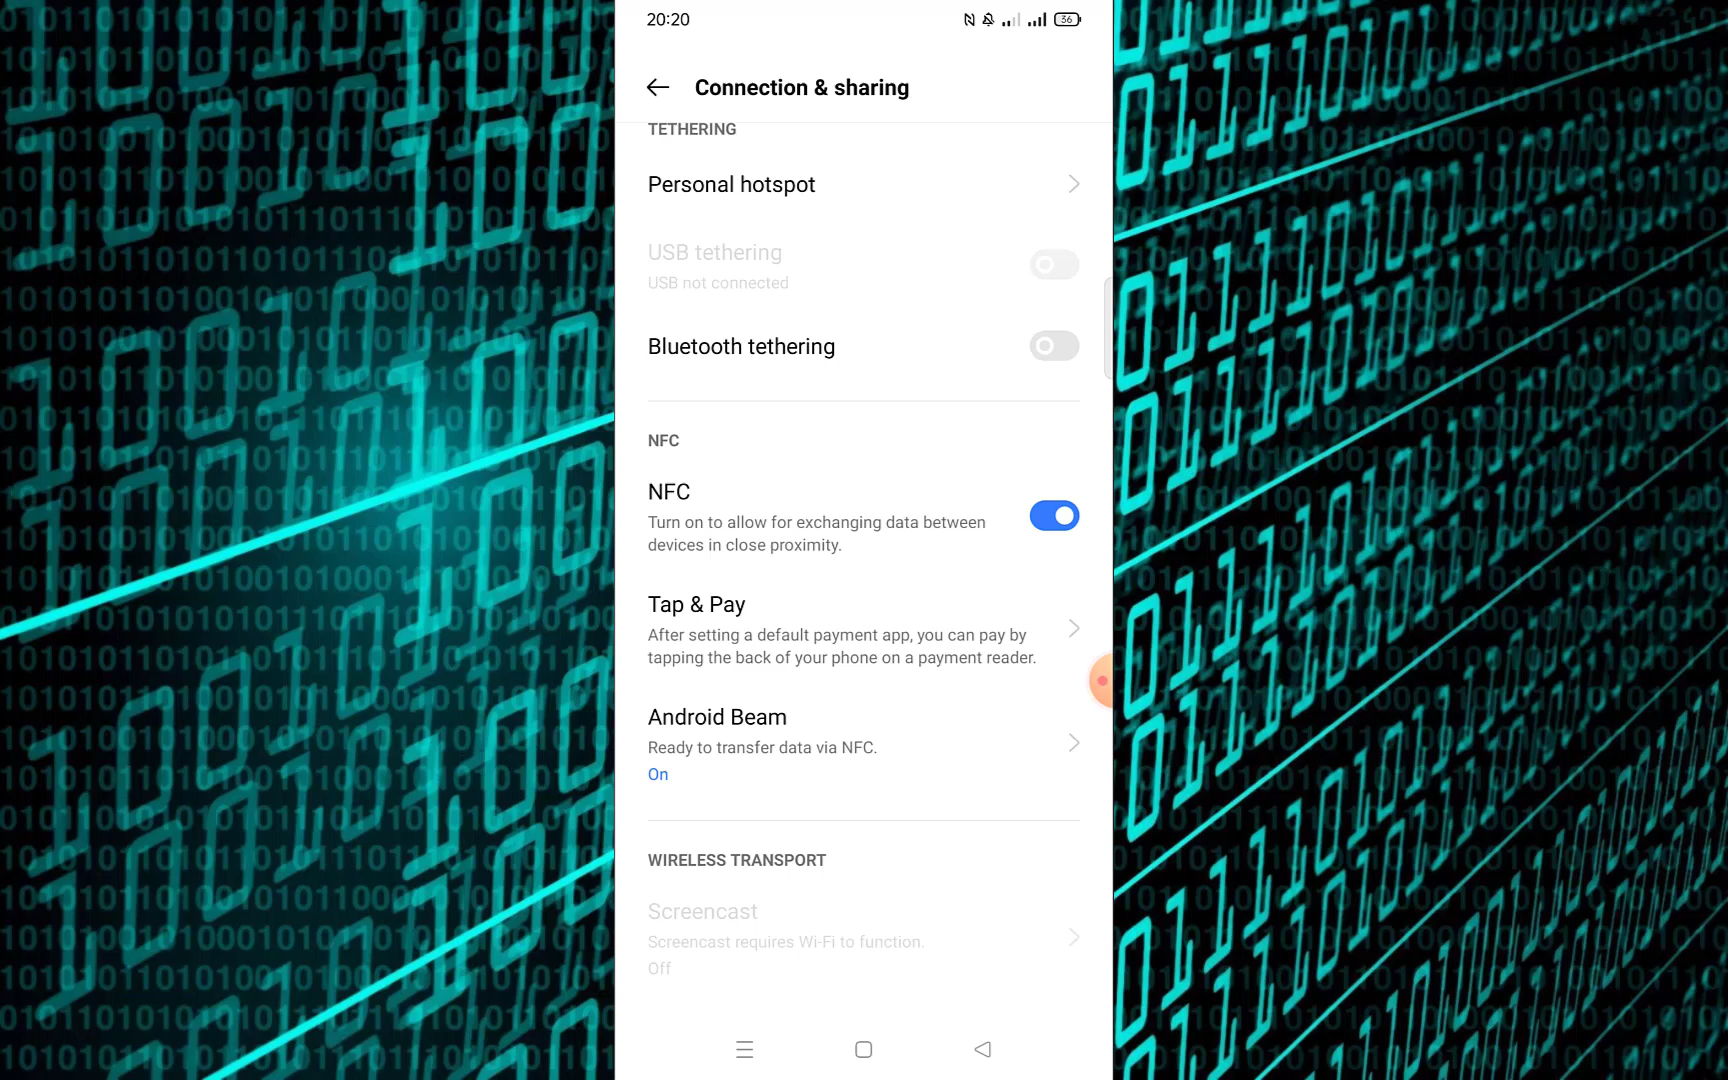 20:20
36
Connection & sharing
TETHERING
Personal hotspot
USB tethering
USB not connected
Bluetooth tethering
NFC
NFC
Turn on to allow for exchanging data between
devices in close proximity.
Tap & Pay
After setting a default payment app, you can pay by
tapping the back of your phone on a payment reader.
Android Beam
Ready to transfer data via NFC.
On
WIRELESS TRANSPORT
Screencast
Screencast requires Wi-Fi to function.
Off